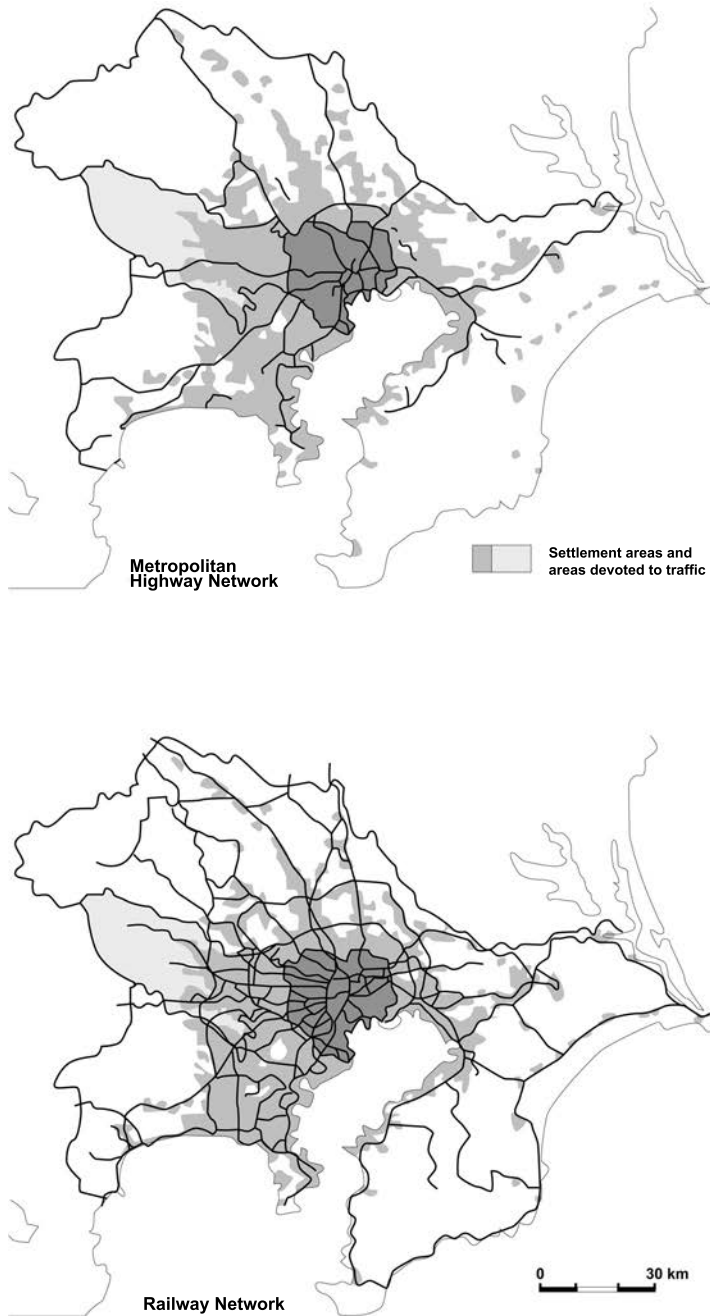 Metropolitan
Highway Network
Settlement areas and
areas devoted to traffic
0 30 km
Railway Network